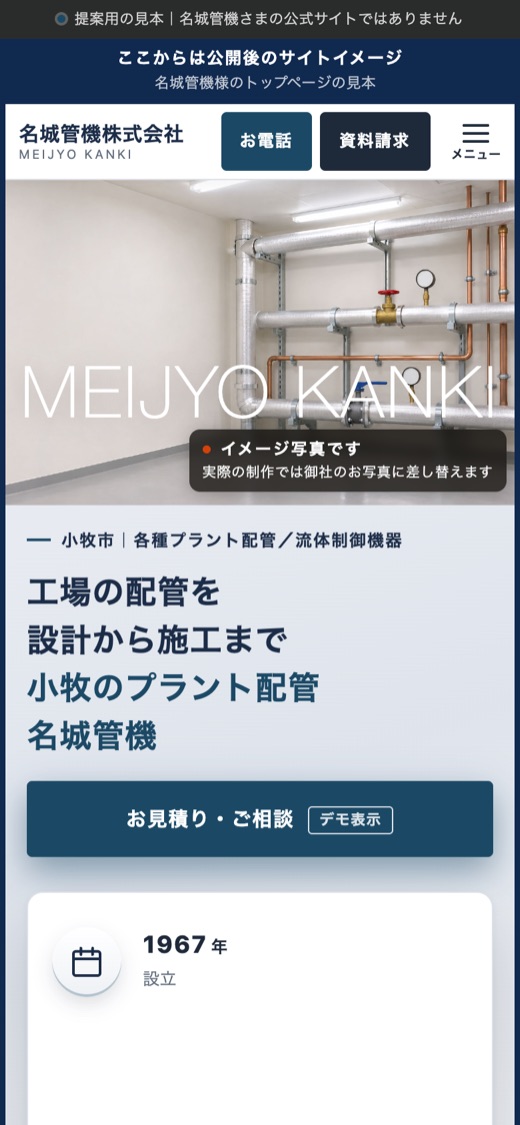 提案用の見本｜名城管機さまの公式サイトではありません
ここからは公開後のサイトイメージ
名城管機様のトップページの見本
名城管機株式会社
MEIJYO KANKI
お電話
資料請求
メニュー
MEIJYO KANKI
イメージ写真です
実際の制作では御社のお写真に差し替えます
小牧市｜各種プラント配管／流体制御機器
工場の配管を
設計から施工まで
小牧のプラント配管
名城管機
お見積り・ご相談 デモ表示
1967年
設立